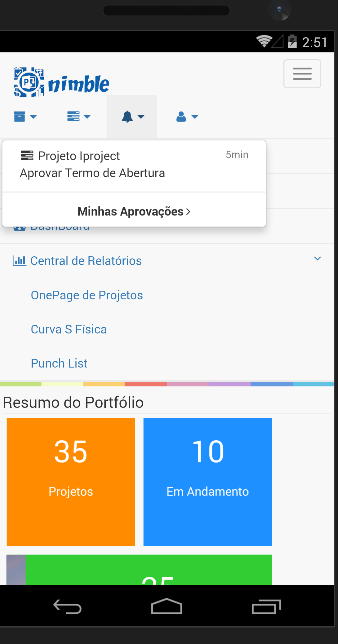 2:51
nimble
Projeto Iproject 5min
Aprovar Termo de Abertura
Minhas Aprovações
DashBoard
Central de Relatórios
OnePage de Projetos
Curva S Física
Punch List
Resumo do Portfólio
35 10
Projetos Em Andamento